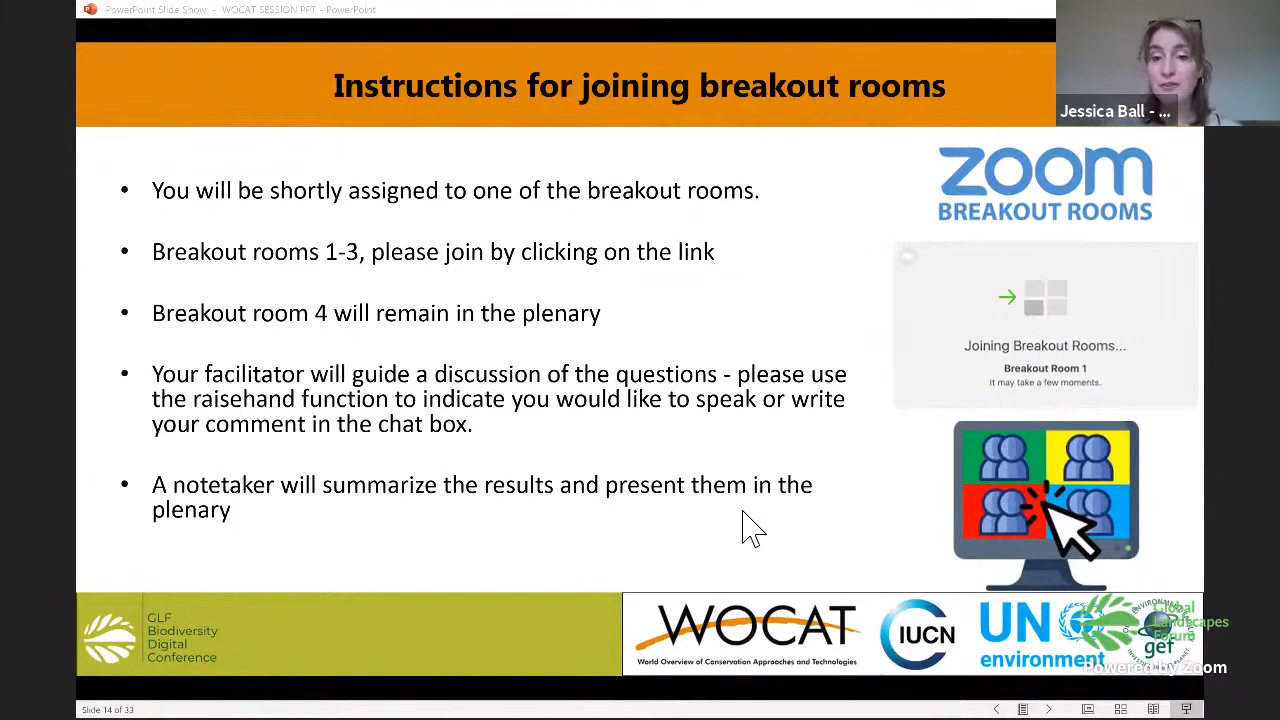 PowerPoint Slide Show - WOCAT SESSION PPT - PowerPoint
Instructions for joining breakout rooms
Jessica Ball - ...
zoom
BREAKOUT ROOMS
• You will be shortly assigned to one of the breakout rooms.
• Breakout rooms 1-3, please join by clicking on the link
• Breakout room 4 will remain in the plenary
• Your facilitator will guide a discussion of the questions - please use
the raisehand function to indicate you would like to speak or write
your comment in the chat box.
• A notetaker will summarize the results and present them in the
plenary
Joining Breakout Rooms...
Breakout Room 1
It may take a few moments.
GLF
Biodiversity
Digital
Conference
WOCAT
World Overview of Conservation Approaches and Technologies
IUCN
UN
environment
gef
Global
Landscapes
Forum
Powered by Zoom
Slide 14 of 33